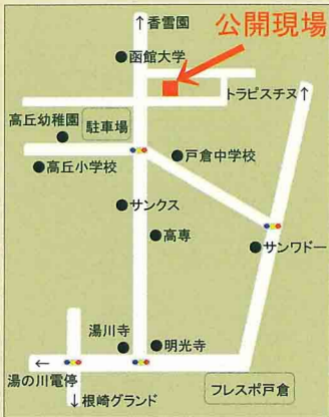 ↑香雪園
公開現場
函館大学
トラピスチヌ↑
高丘幼稚園
駐車場
戸倉中学校
高丘小学校
サンクス
高専
サンワドー
湯川寺
明光寺
←
湯の川電停
↓根崎グランド
フレスポ戸倉